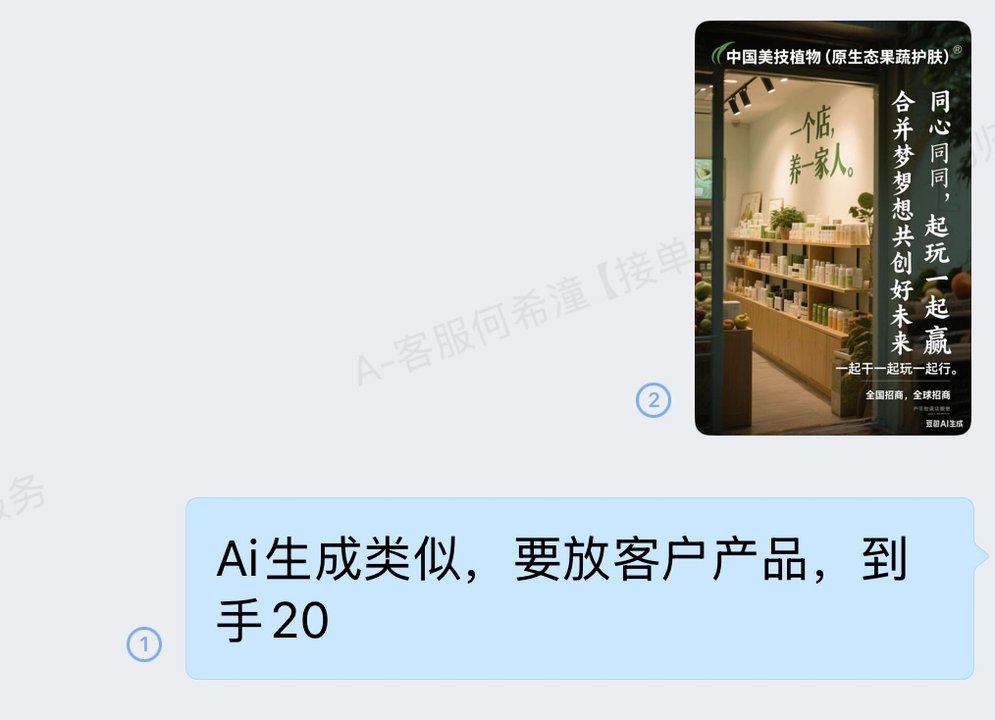 中国美技植物（原生态果蔬护肤）®
一个店，
养一家人。
同心同同，起玩一起赢
合并梦梦想共创好未来
一起干一起玩一起行。
全国招商，全球招商
豆包AI生成
A-客服何希潼【接单
服务
2
Ai生成类似，要放客户产品，到
手20
1